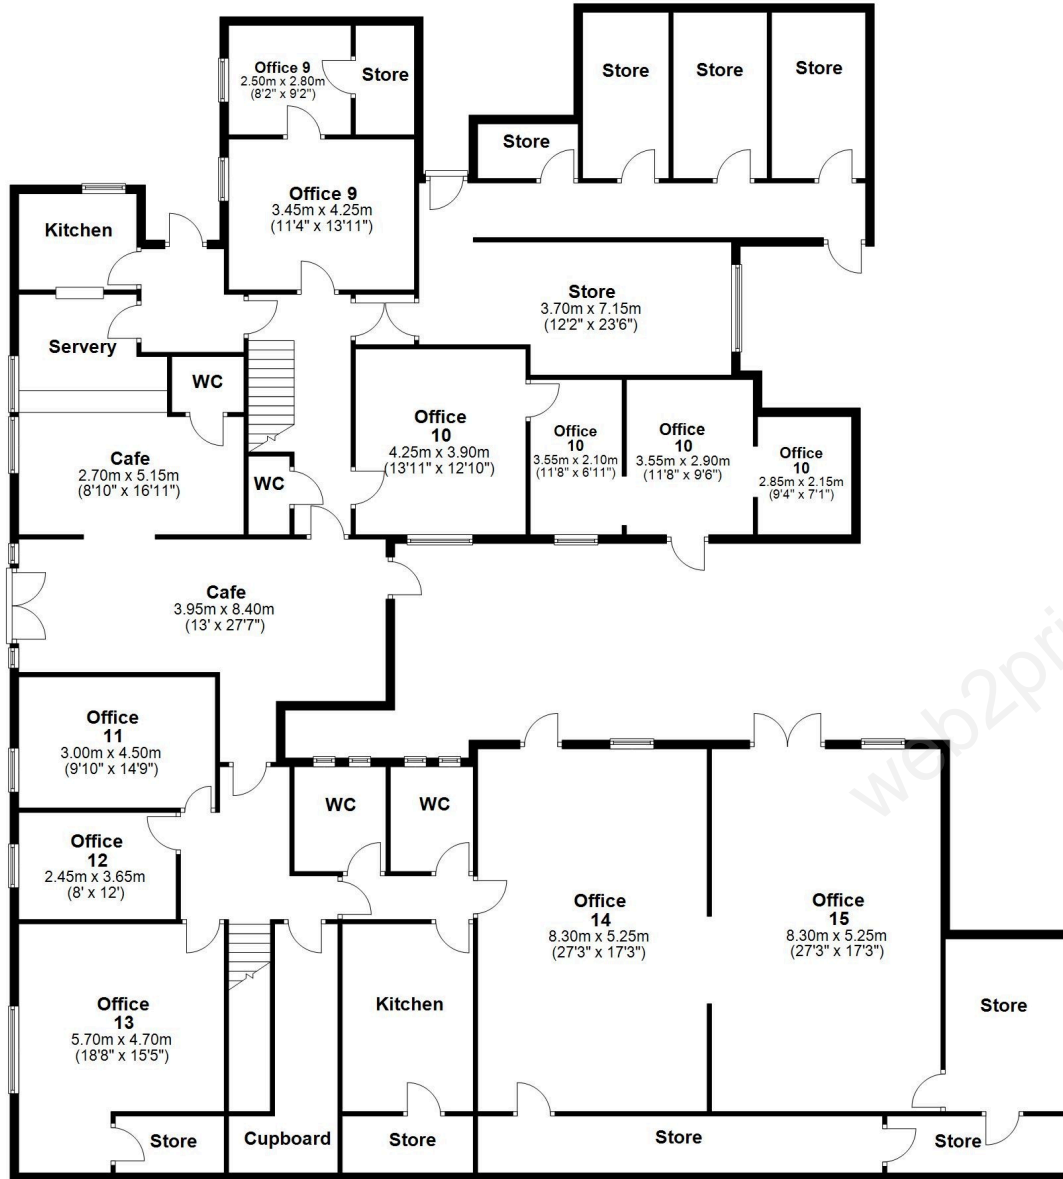 Office 9
2.50m x 2.80m
(8'2" x 9'2")
Store
Store
Store
Store
Store
Office 9
3.45m x 4.25m
(11'4" x 13'11")
Kitchen
Store
3.70m x 7.15m
(12'2" x 23'6")
Servery
WC
Office
10
4.25m x 3.90m
(13'11" x 12'10")
Office
10
3.55m x 2.10m
(11'8" x 6'11")
Office
10
3.55m x 2.90m
(11'8" x 9'6")
Office
10
2.85m x 2.15m
(9'4" x 7'1")
Cafe
2.70m x 5.15m
(8'10" x 16'11")
WC
Cafe
3.95m x 8.40m
(13' x 27'7")
Office
11
3.00m x 4.50m
(9'10" x 14'9")
WC
WC
Office
12
2.45m x 3.65m
(8' x 12')
Office
14
8.30m x 5.25m
(27'3" x 17'3")
Office
15
8.30m x 5.25m
(27'3" x 17'3")
Office
13
5.70m x 4.70m
(18'8" x 15'5")
Kitchen
Store
Store
Cupboard
Store
Store
Store
web2pri